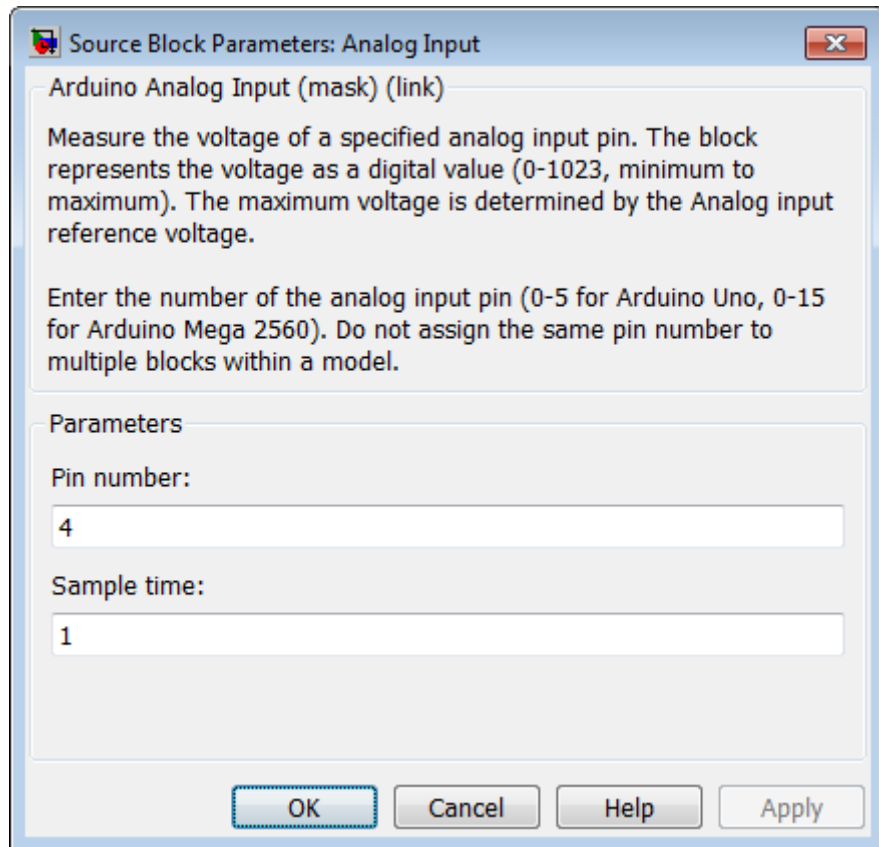 Source Block Parameters: Analog Input
Arduino Analog Input (mask) (link)
Measure the voltage of a specified analog input pin. The block
represents the voltage as a digital value (0-1023, minimum to
maximum). The maximum voltage is determined by the Analog input
reference voltage.
Enter the number of the analog input pin (0-5 for Arduino Uno, 0-15
for Arduino Mega 2560). Do not assign the same pin number to
multiple blocks within a model.
Parameters
Pin number:
4
Sample time:
1
OK Cancel Help Apply